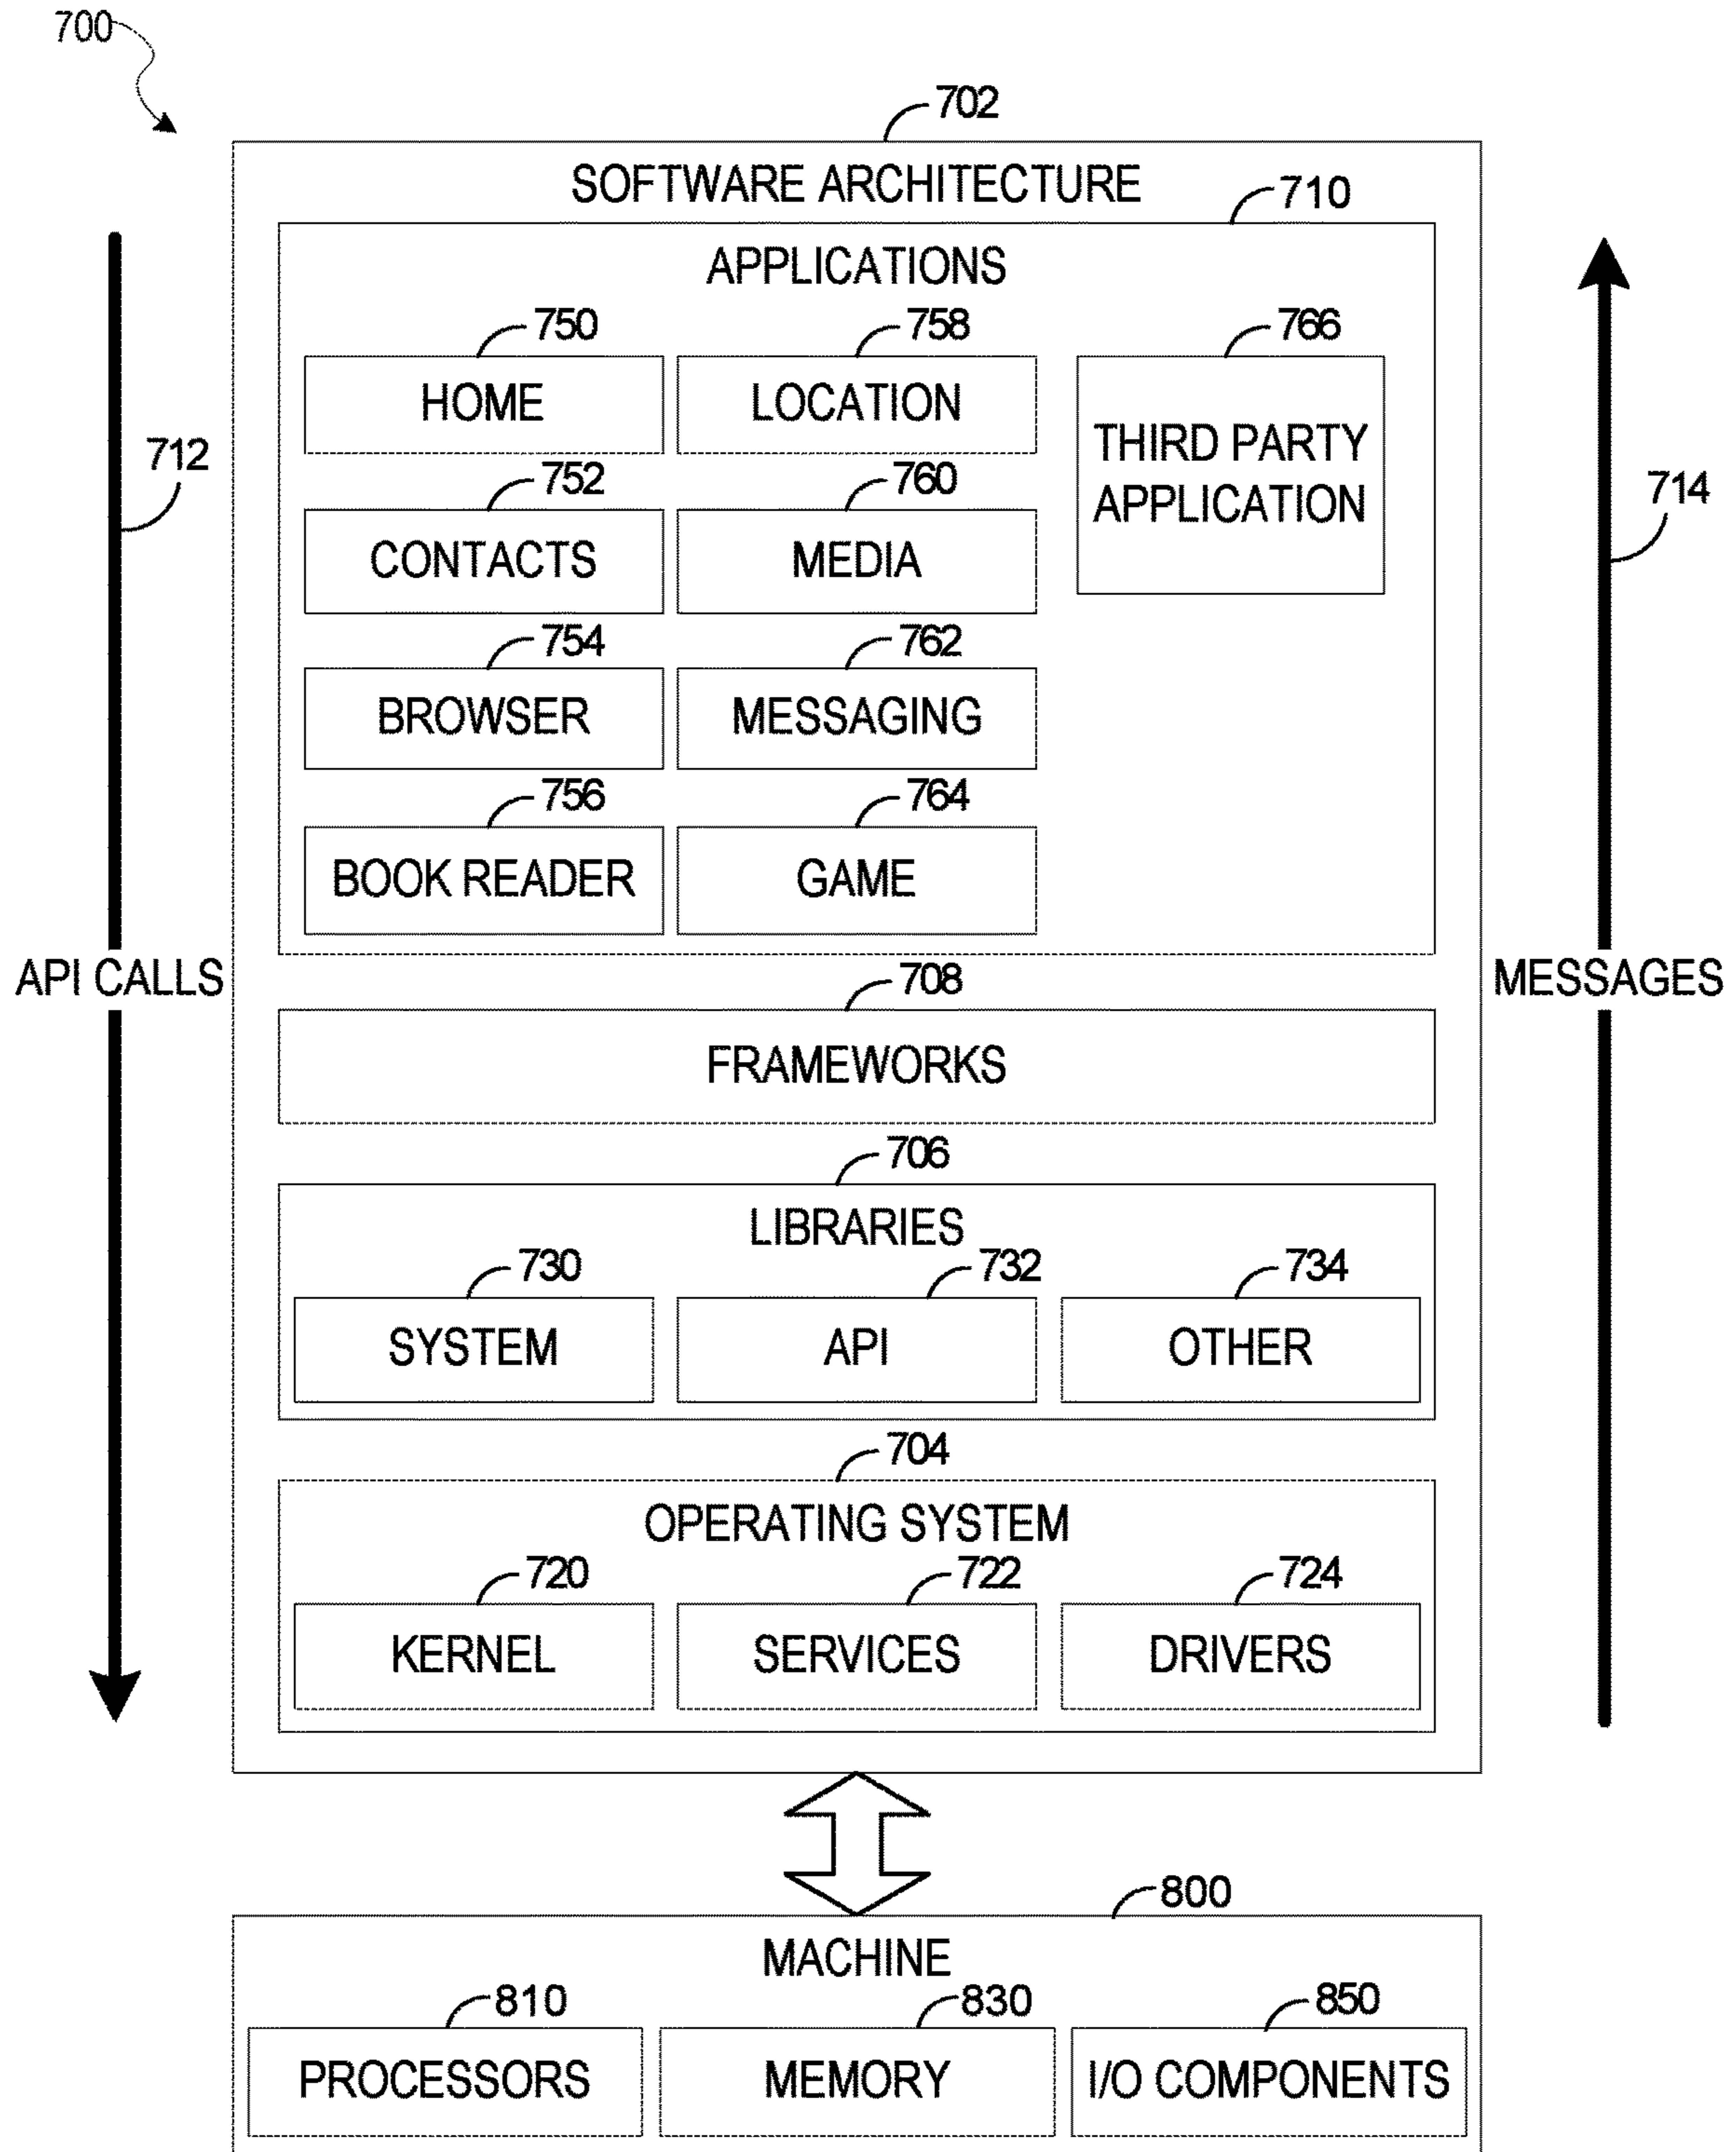 700
702
SOFTWARE ARCHITECTURE
710
APPLICATIONS
750
758
766
HOME
LOCATION
THIRD PARTY
APPLICATION
712
752
760
714
CONTACTS
MEDIA
754
762
BROWSER
MESSAGING
756
764
BOOK READER
GAME
API CALLS
708
MESSAGES
FRAMEWORKS
706
LIBRARIES
730
732
734
SYSTEM
API
OTHER
704
OPERATING SYSTEM
720
722
724
KERNEL
SERVICES
DRIVERS
800
MACHINE
810
830
850
PROCESSORS
MEMORY
I/O COMPONENTS